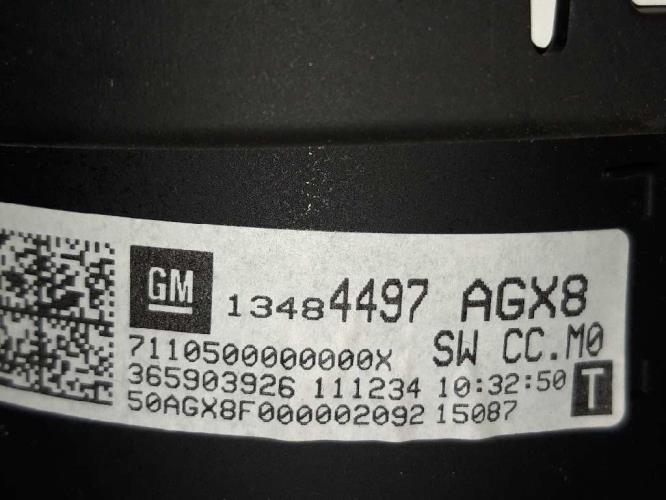 GM 13484497 AGX8
7110500000000X SW CC.M0
365903926 111234 10:32:50 T
50AGX8F000002092 15087